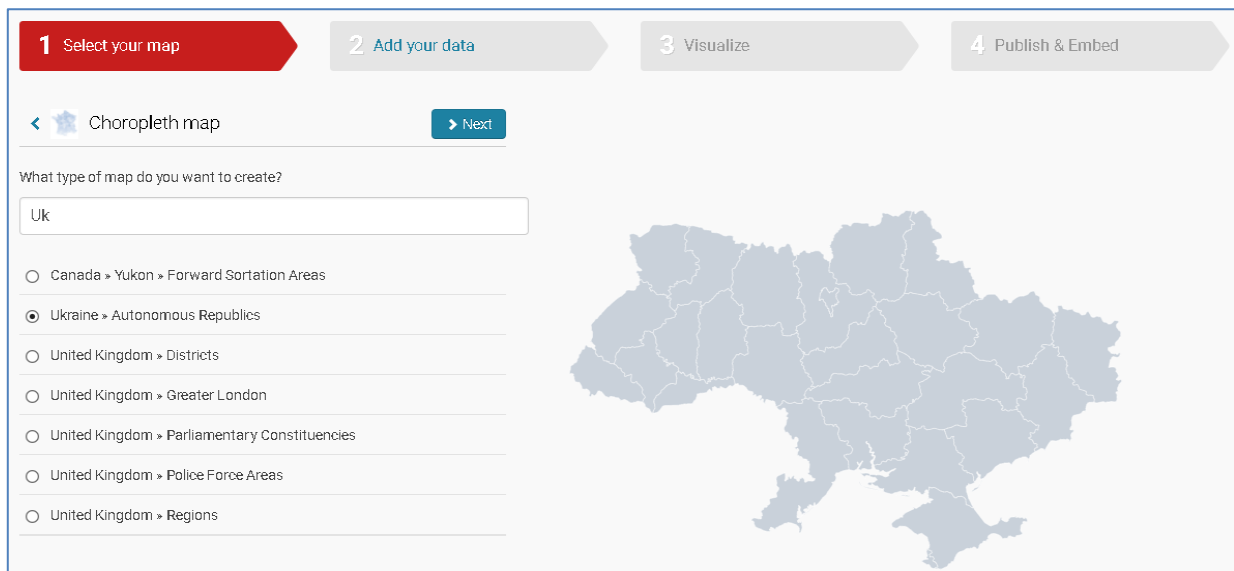 1 Select your map
2 Add your data
3 Visualize
4 Publish & Embed
Choropleth map
Next
What type of map do you want to create?
Uk
Canada » Yukon » Forward Sortation Areas
Ukraine » Autonomous Republics
United Kingdom » Districts
United Kingdom » Greater London
United Kingdom » Parliamentary Constituencies
United Kingdom » Police Force Areas
United Kingdom » Regions